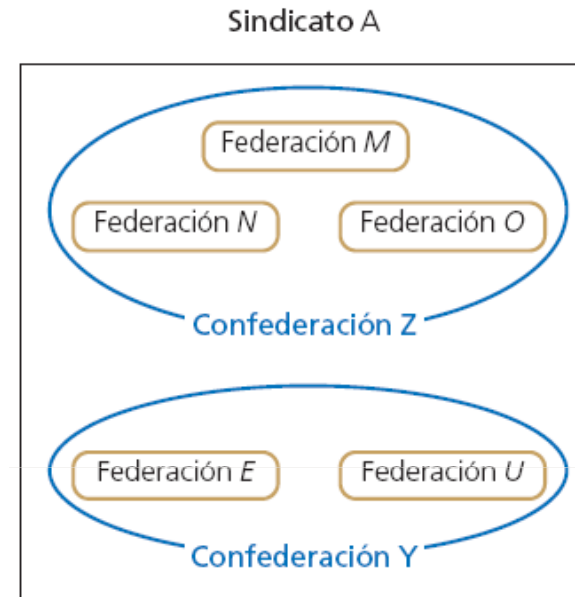 Sindicato A
Federación M
Federación N
Federación O
Confederación Z
Federación E
Federación U
Confederación Y